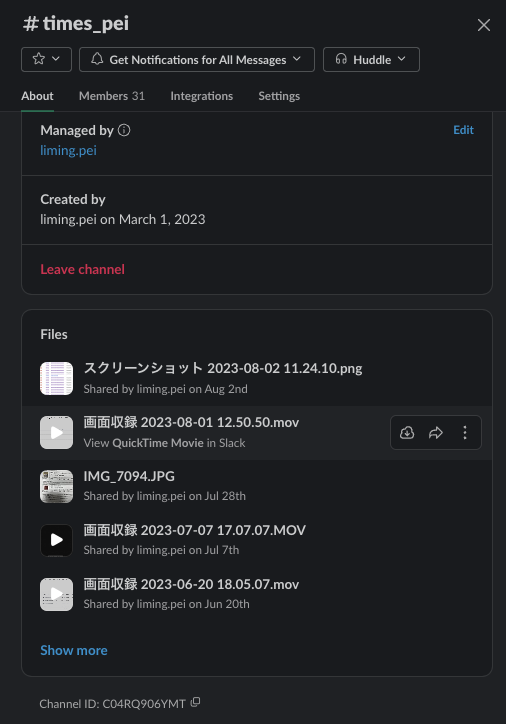 # times_pei
Get Notifications for All Messages
Huddle
About Members 31 Integrations Settings
Managed by
Edit
liming.pei
Created by
liming.pei on March 1, 2023
Leave channel
Files
スクリーンショット 2023-08-02 11.24.10.png
Shared by liming.pei on Aug 2nd
画面収録 2023-08-01 12.50.50.mov
View QuickTime Movie in Slack
IMG_7094.JPG
Shared by liming.pei on Jul 28th
画面収録 2023-07-07 17.07.07.MOV
Shared by liming.pei on Jul 7th
画面収録 2023-06-20 18.05.07.mov
Shared by liming.pei on Jun 20th
Show more
Channel ID: C04RQ906YMT